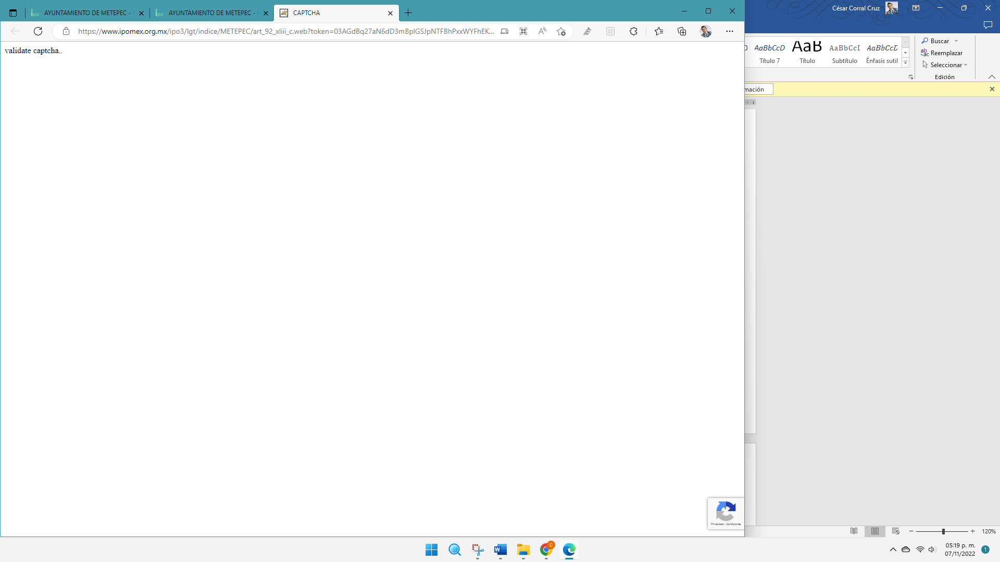 AYUNTAMIENTO DE METEPEC -
AYUNTAMIENTO DE METEPEC -
CAPTCHA
César Corral Cruz
https://www.ipomex.org.mx/ipo3/lgt/indice/METEPEC/art_92_xliii_c.web?token=03AGdBq27aN6dD3mBplGSJpNTFBhPxxWYFhEK...
validate captcha..
AaBbCcD AaB AaBbCcI AaBbCcD
Título 7 Título Subtítulo Énfasis sutil
Buscar
Reemplazar
Seleccionar
Edición
mación
Privacidad - Condiciones
120%
05:19 p. m.
07/11/2022
1